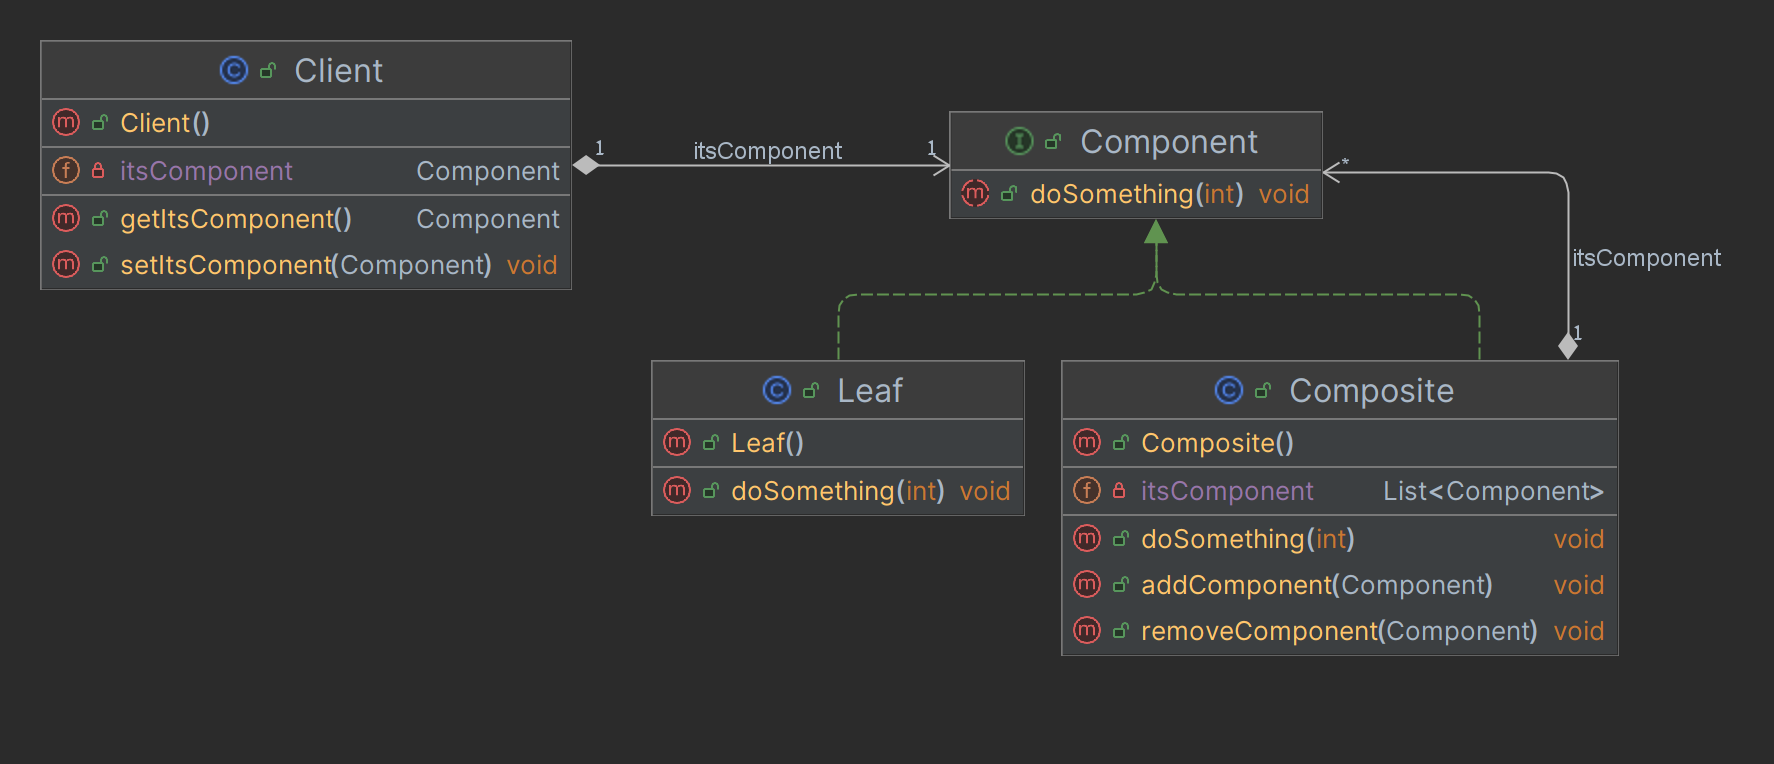 Client
Client()
itsComponent Component
getItsComponent() Component
setItsComponent(Component) void
1 itsComponent 1
Component
doSomething(int) void
*
itsComponent
1
Leaf
Leaf()
doSomething(int) void
Composite
Composite()
itsComponent List<Component>
doSomething(int) void
addComponent(Component) void
removeComponent(Component) void